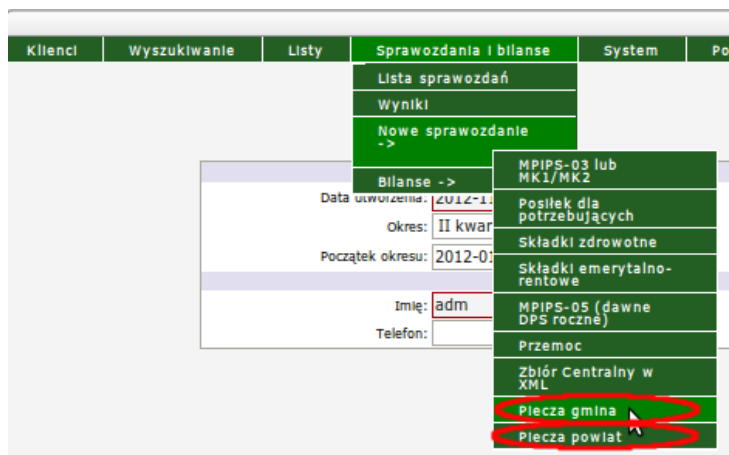 Klienci Wyszukiwanie Listy Sprawozdania i bilanse System Po
Lista sprawozdań
Wyniki
Nowe sprawozdanie
->
Bilanse ->
MPIPS-03 lub
MK1/MK2
Posiłek dla
potrzebujących
Składki zdrowotne
Składki emerytalno-
rentowe
MPIPS-05 (dawne
DPS roczne)
Przemoc
Zbiór Centralny w
XML
Piecza gmina
Piecza powiat
Data utworzenia: 2012-11
Okres: II kwar
Początek okresu: 2012-01
Imię: adm
Telefon: